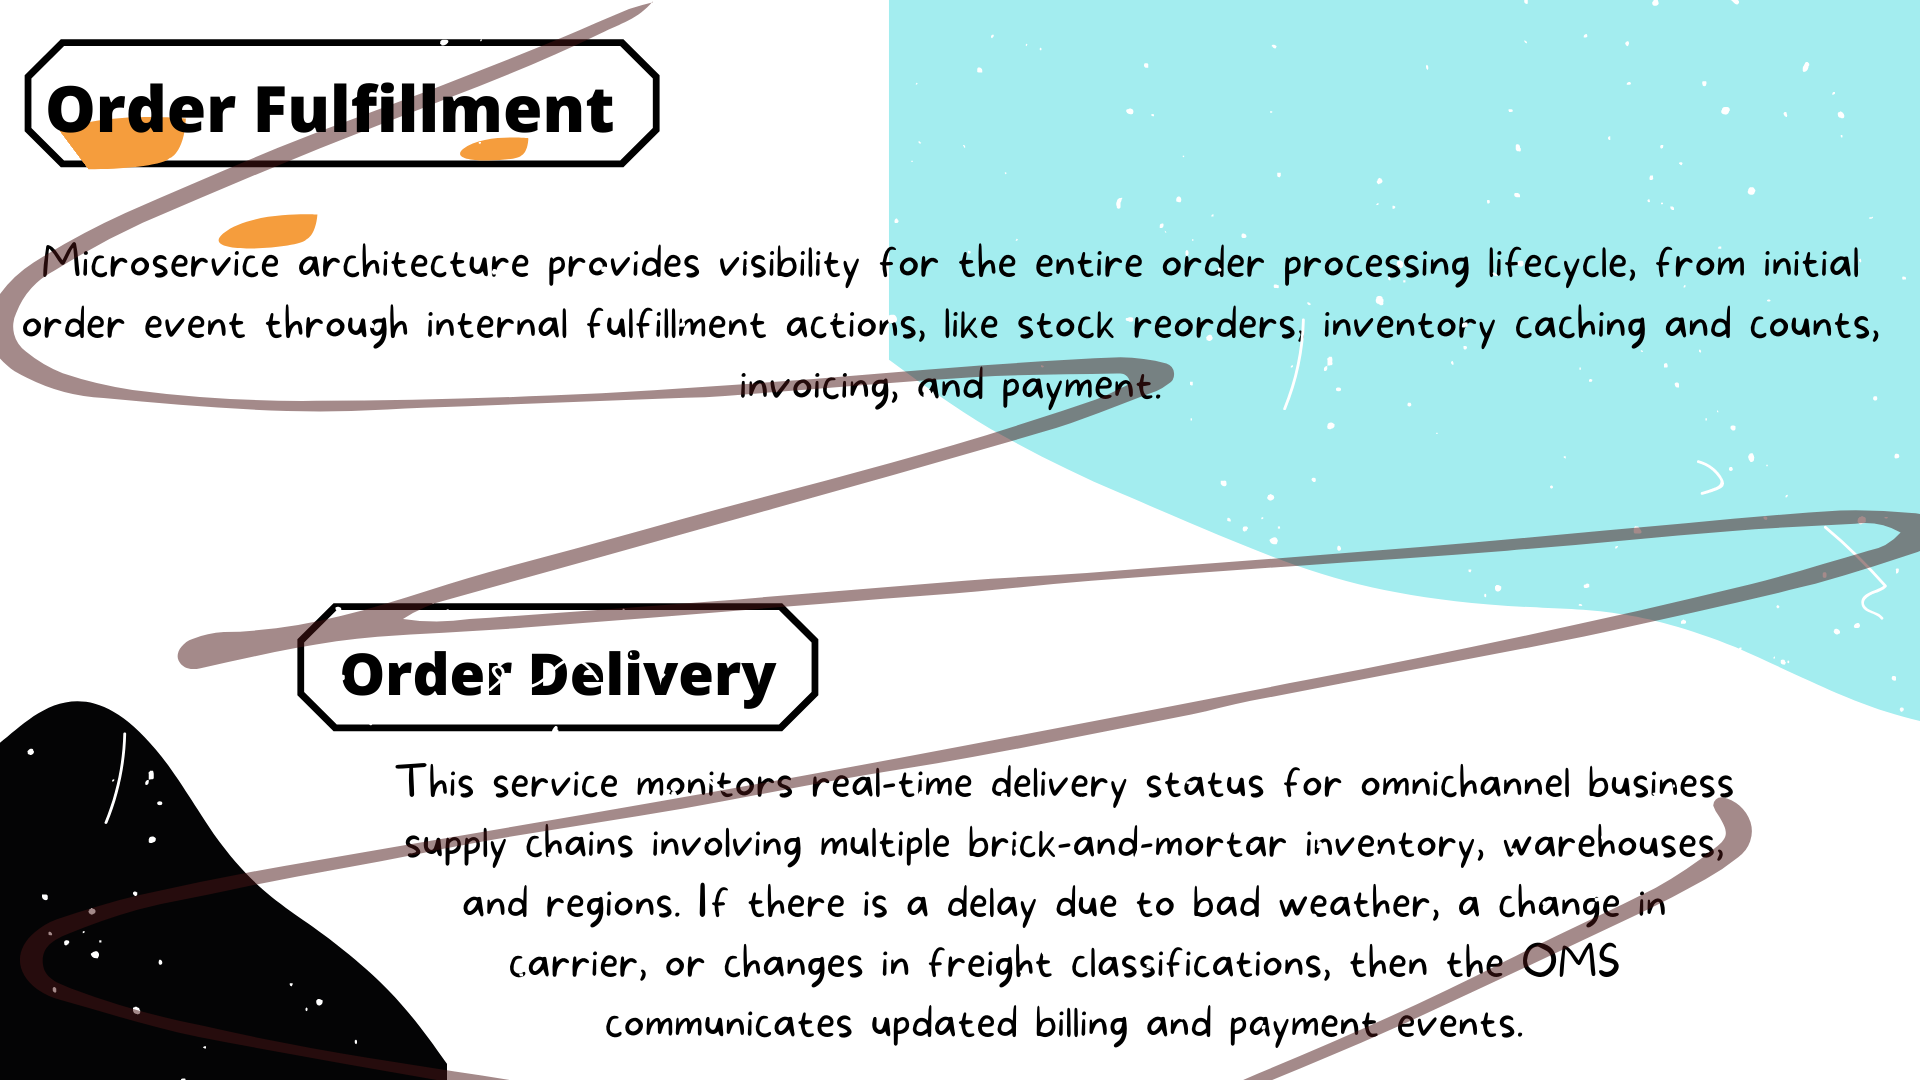 Order Fulfillment
Microservice architecture provides visibility for the entire order processing lifecycle, from initial
order event through internal fulfillment actions, like stock reorders, inventory caching and counts,
invoicing, and payment.
Order Delivery
This service monitors real-time delivery status for omnichannel business
supply chains involving multiple brick-and-mortar inventory, warehouses,
and regions. If there is a delay due to bad weather, a change in
carrier, or changes in freight classifications, then the OMS
communicates updated billing and payment events.